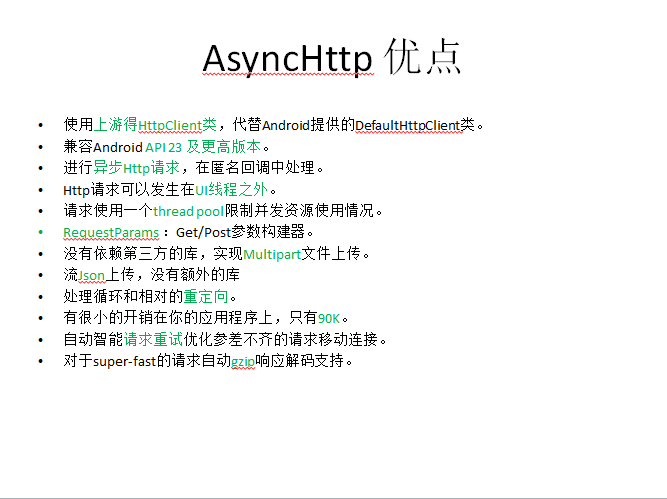 AsyncHttp 优点
• 使用上游得HttpClient类，代替Android提供的DefaultHttpClient类。
• 兼容Android API 23 及更高版本。
• 进行异步Http请求，在匿名回调中处理。
• Http请求可以发生在UI线程之外。
• 请求使用一个thread pool限制并发资源使用情况。
• RequestParams：Get/Post参数构建器。
• 没有依赖第三方的库，实现Multipart文件上传。
• 流Json上传，没有额外的库
• 处理循环和相对的重定向。
• 有很小的开销在你的应用程序上，只有90K。
• 自动智能请求重试优化参差不齐的请求移动连接。
• 对于super-fast的请求自动gzip响应解码支持。